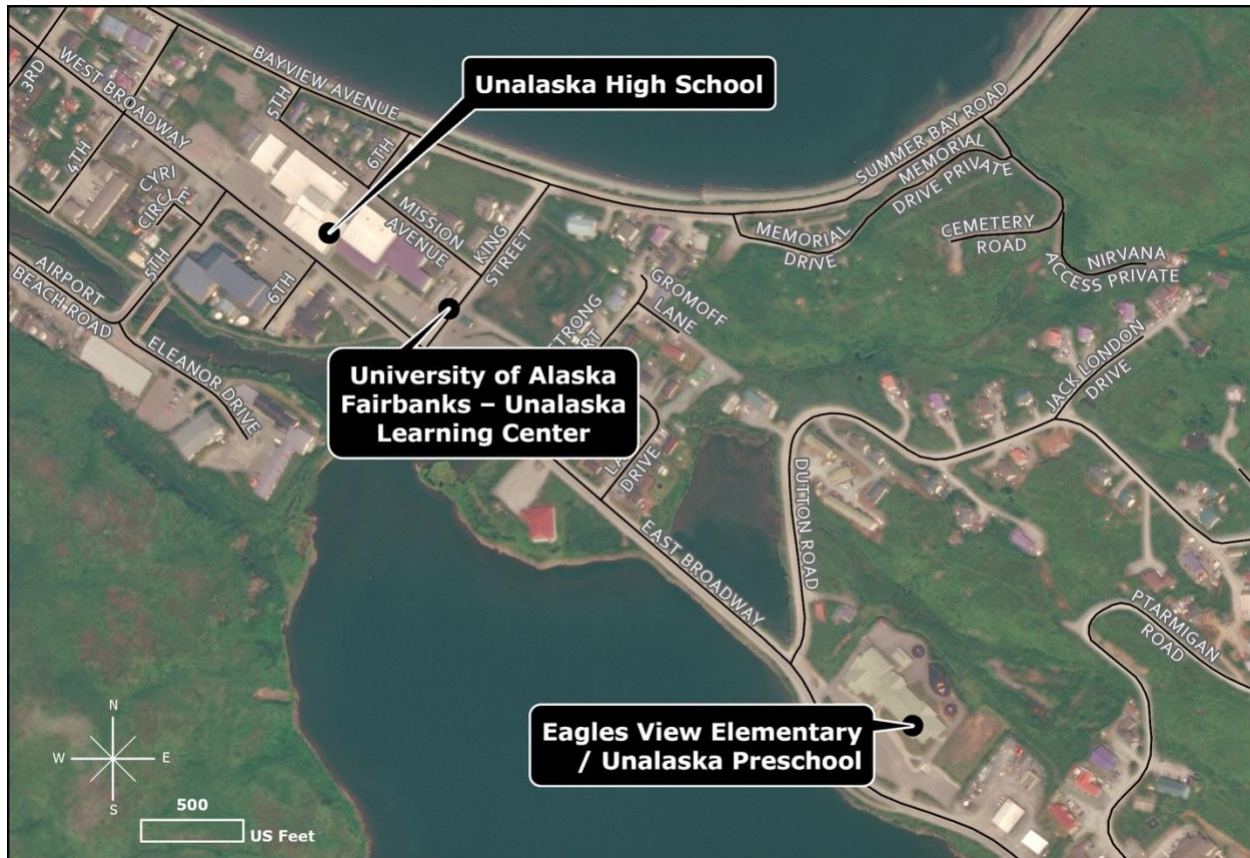 3RD
WEST BROADWAY
BAYVIEW AVENUE
5TH
6TH
4TH
CYRI
CIRCLE
Unalaska High School
MISSION
AVENUE
KING
STREET
SUMMER BAY ROAD
MEMORIAL
DRIVE PRIVATE
MEMORIAL
DRIVE
CEMETERY
ROAD
NIRVANA
ACCESS PRIVATE
5TH
6TH
AIRPORT
BEACH ROAD
ELEANOR DRIVE
GROMOFF
LANE
University of Alaska
Fairbanks – Unalaska
Learning Center
DRIVE
JACK LONDON
DRIVE
DUTTON ROAD
EAST BROADWAY
PTARMIGAN
ROAD
Eagles View Elementary
/ Unalaska Preschool
N
W
E
S
500
US Feet